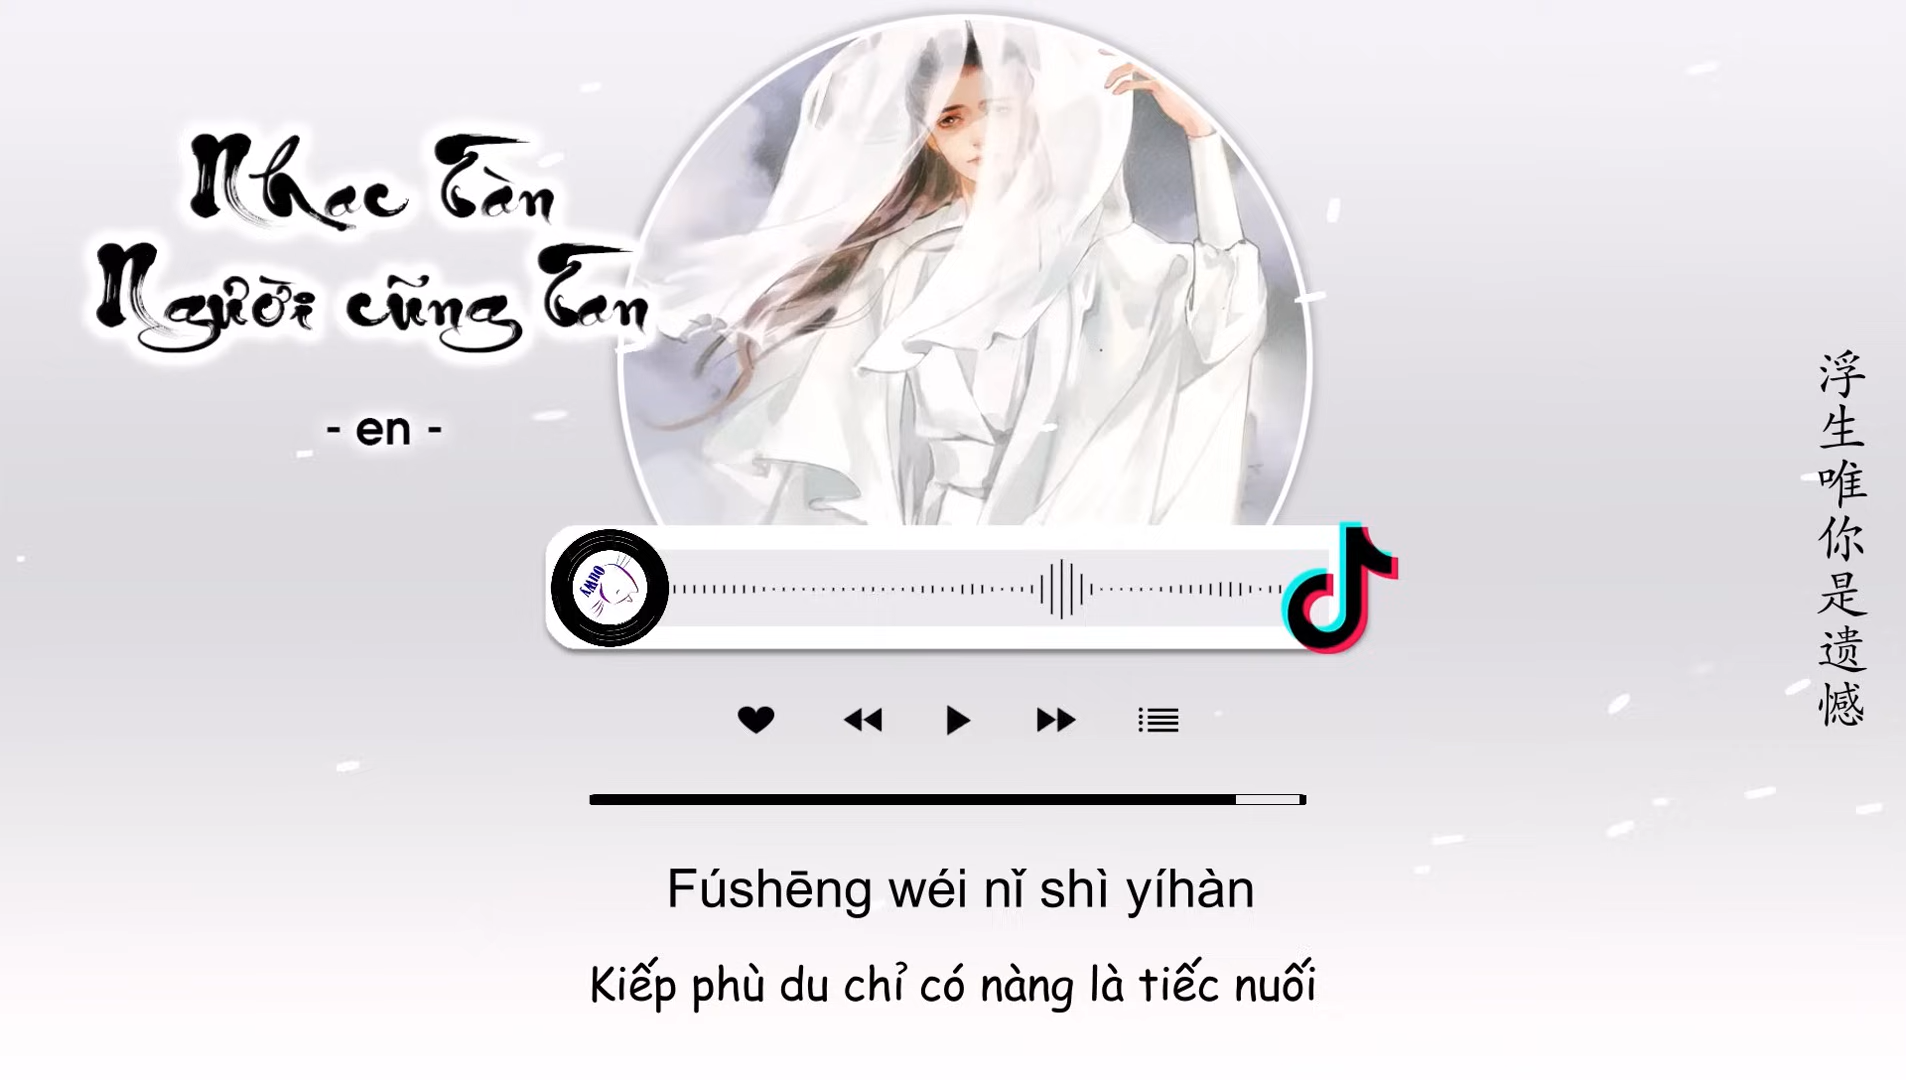 Nhạc Tàn
Người cũng Tan
- en -
浮生唯你是遗憾
Fúshēng wéi nǐ shì yíhàn
Kiếp phù du chỉ có nàng là tiếc nuối